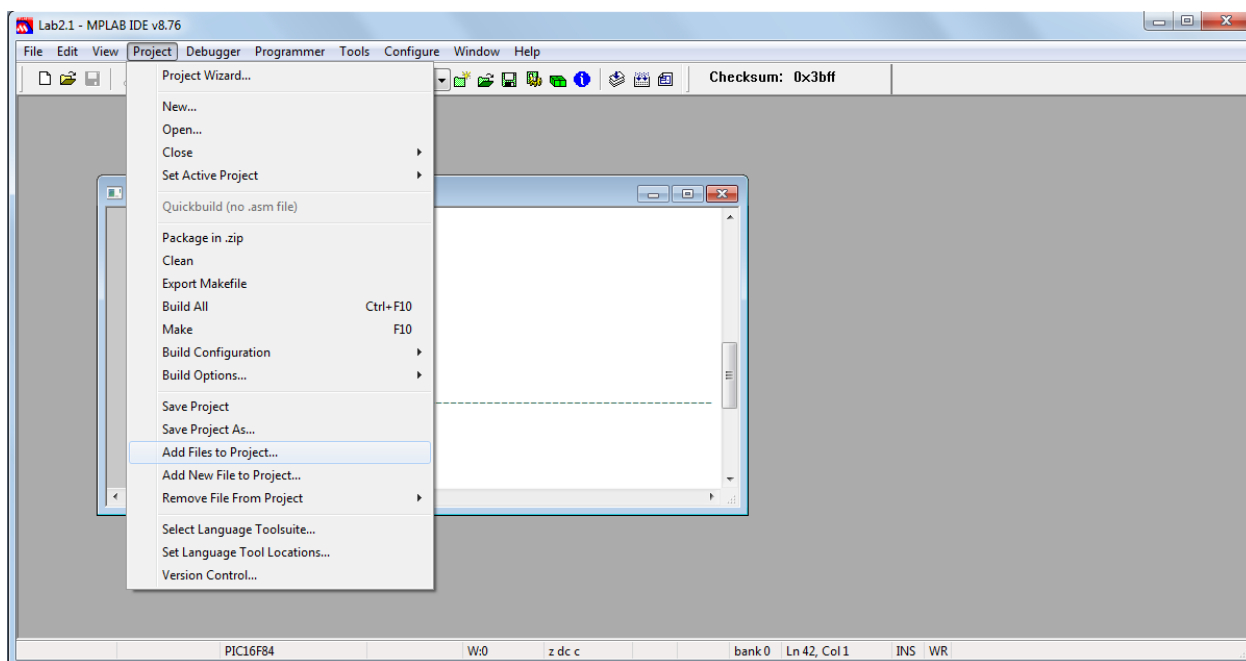 Lab2.1 - MPLAB IDE v8.76
File Edit View Project Debugger Programmer Tools Configure Window Help
Checksum: 0x3bff
Project Wizard...
New...
Open...
Close
Set Active Project
Quickbuild (no .asm file)
Package in .zip
Clean
Export Makefile
Build All Ctrl+F10
Make F10
Build Configuration
Build Options...
Save Project
Save Project As...
Add Files to Project...
Add New File to Project...
Remove File From Project
Select Language Toolsuite...
Set Language Tool Locations...
Version Control...
PIC16F84 W:0 z dc c bank 0 Ln 42, Col 1 INS WR